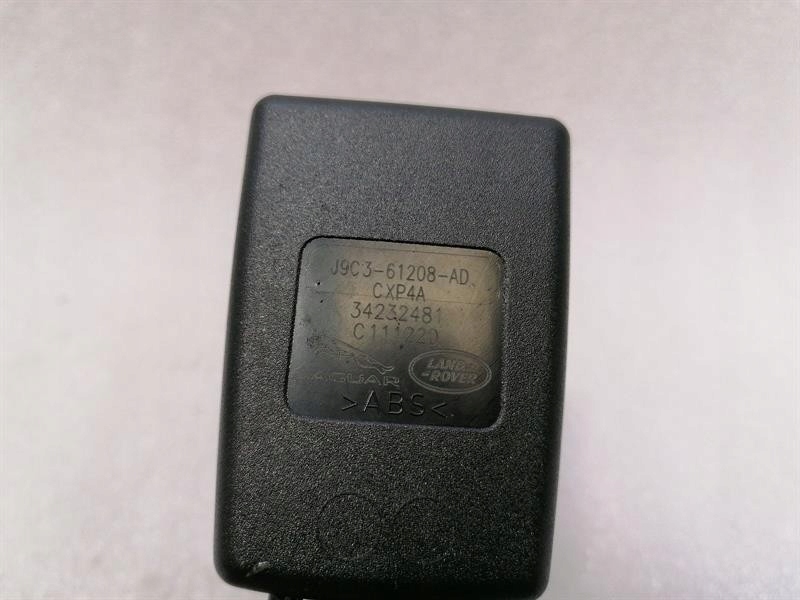 J9C3-61208-AD
CXP4A
34232481
C111220
JAGUAR
LAND-
-ROVER
>ABS<